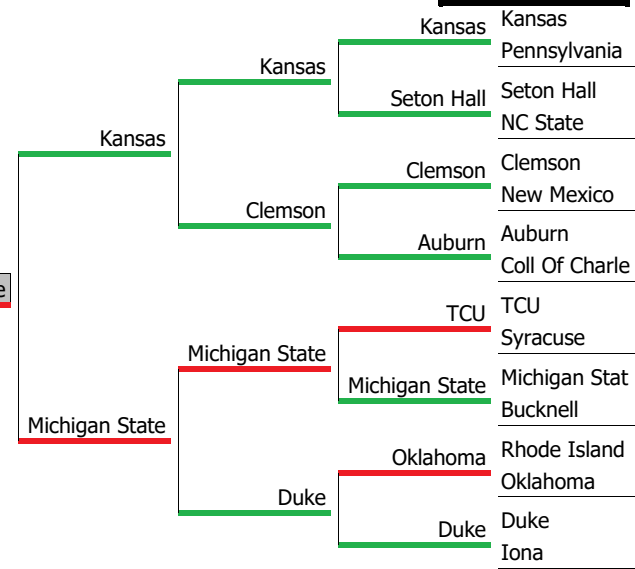 Kansas
Kansas
Pennsylvania
Kansas
Seton Hall
Seton Hall
NC State
Kansas
Clemson
Clemson
New Mexico
Clemson
Auburn
Auburn
Coll Of Charle
e
TCU
TCU
Syracuse
Michigan State
Michigan State
Michigan Stat
Bucknell
Michigan State
Oklahoma
Rhode Island
Oklahoma
Duke
Duke
Duke
Iona